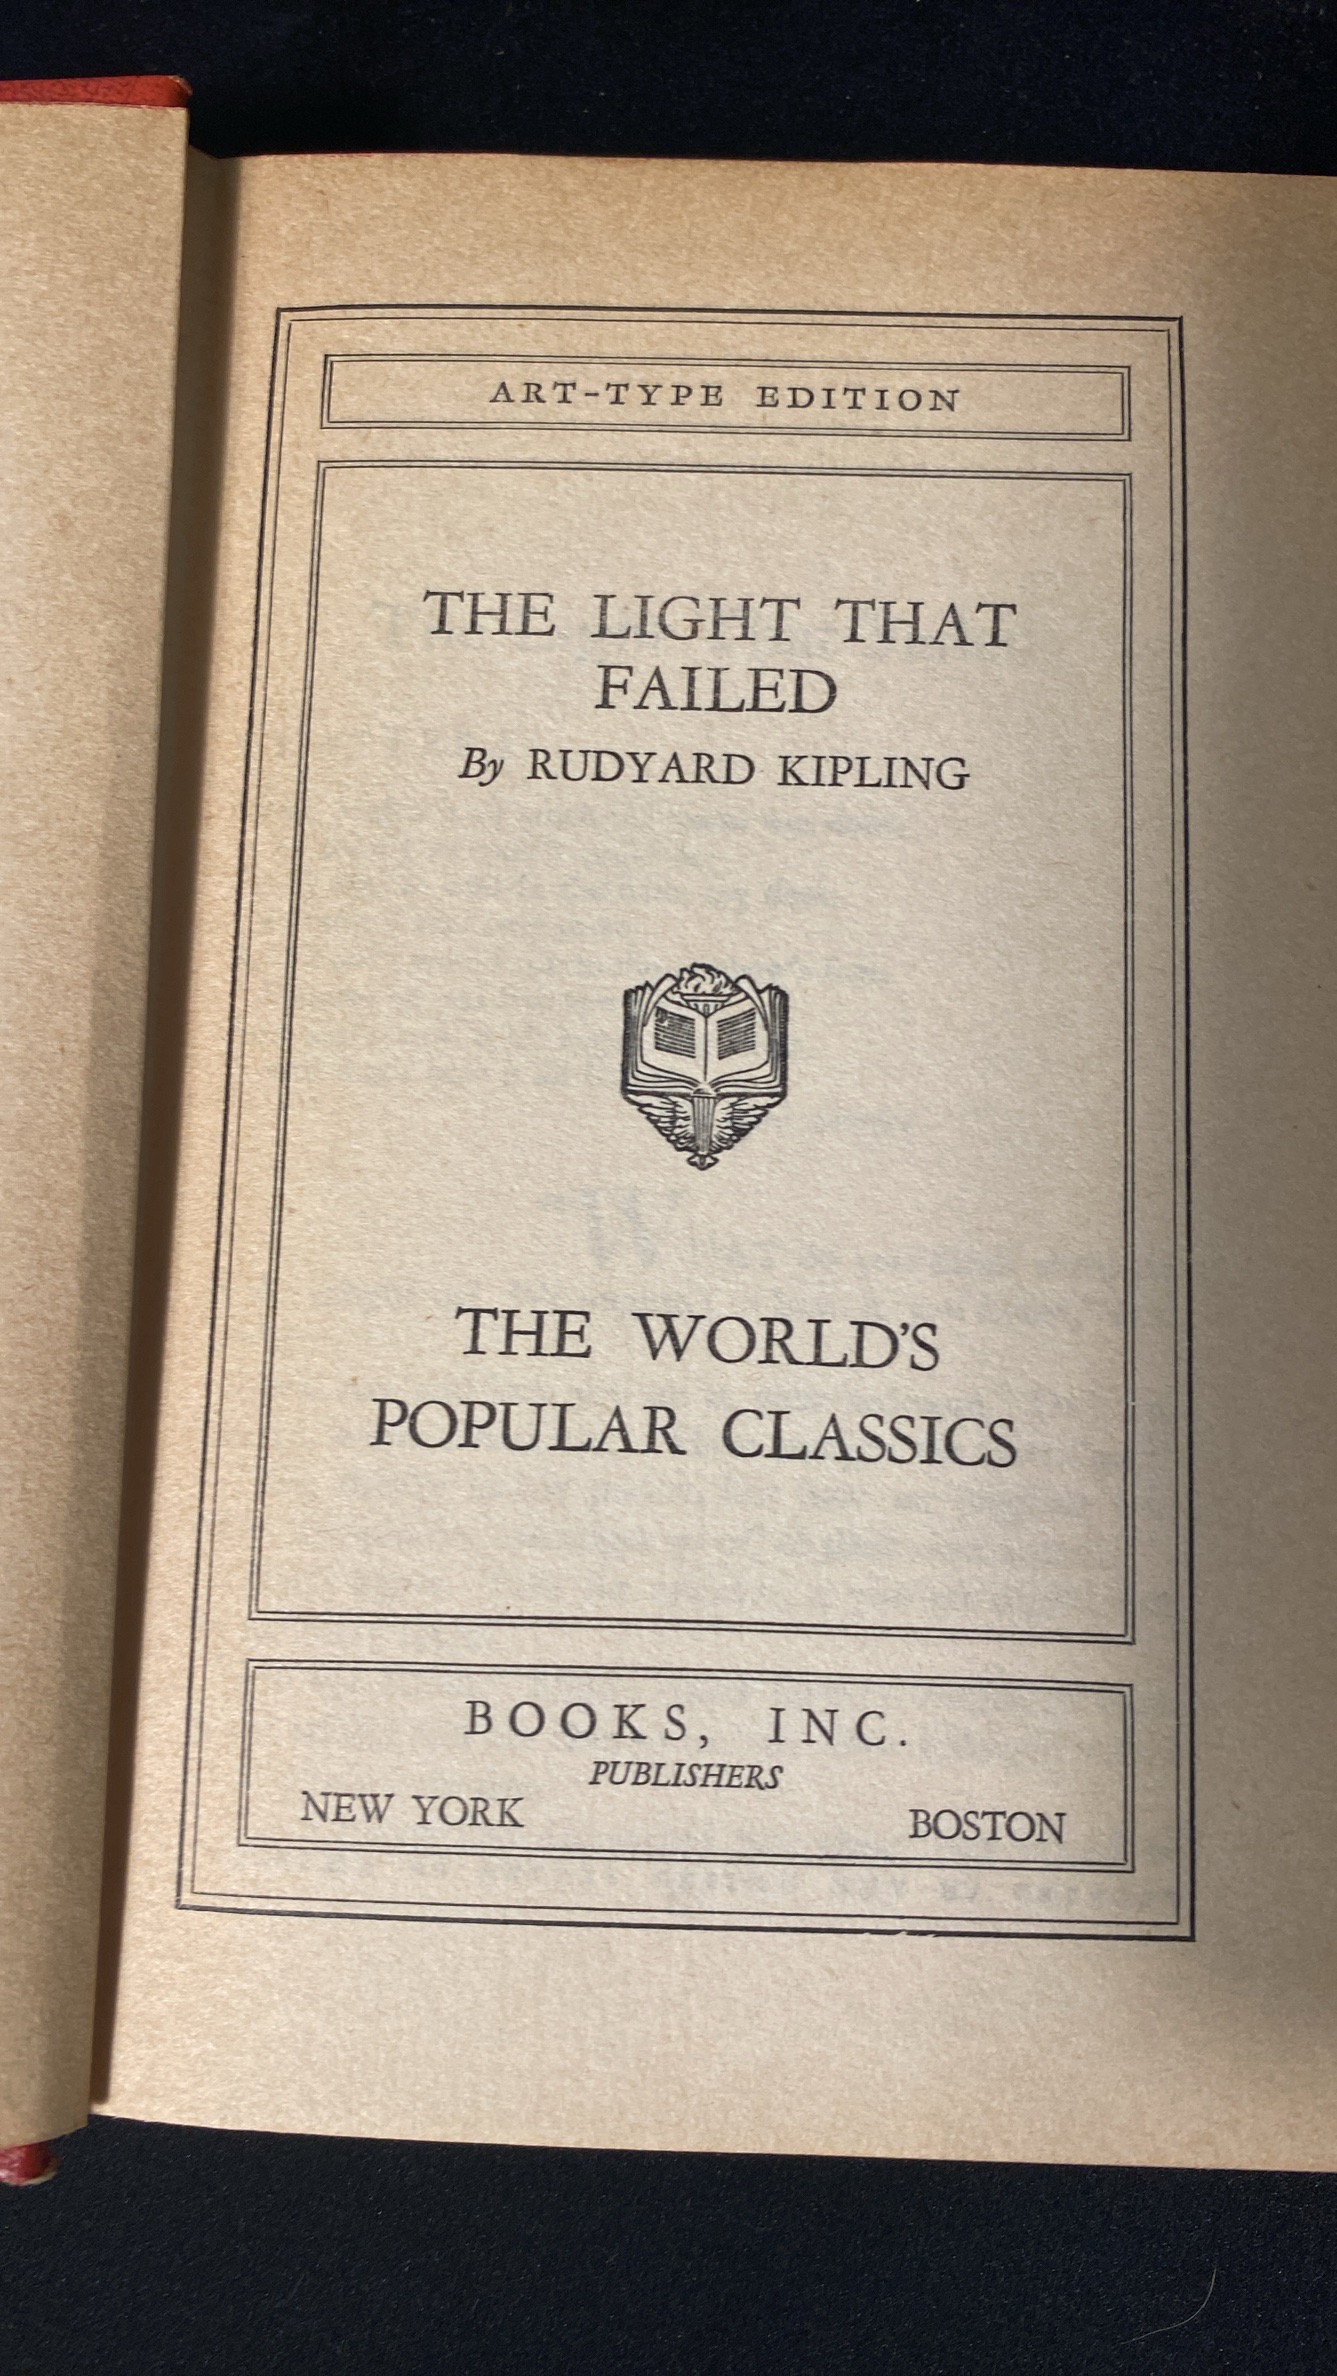 ART-TYPE EDITION
THE LIGHT THAT
FAILED
By RUDYARD KIPLING
THE WORLD'S
POPULAR CLASSICS
BOOKS, INC.
PUBLISHERS
NEW YORK BOSTON